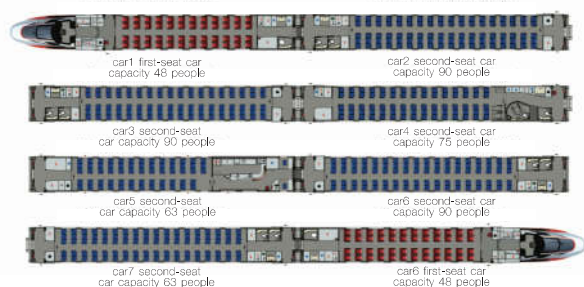 car1 first-seat car
capacity 48 people
car2 second-seat car
capacity 90 people
car3 second-seat
car capacity 90 people
car4 second-seat car
capacity 75 people
car5 second-seat
car capacity 63 people
car6 second-seat car
capacity 90 people
car7 second-seat
car capacity 63 people
car6 first-seat car
capacity 48 people